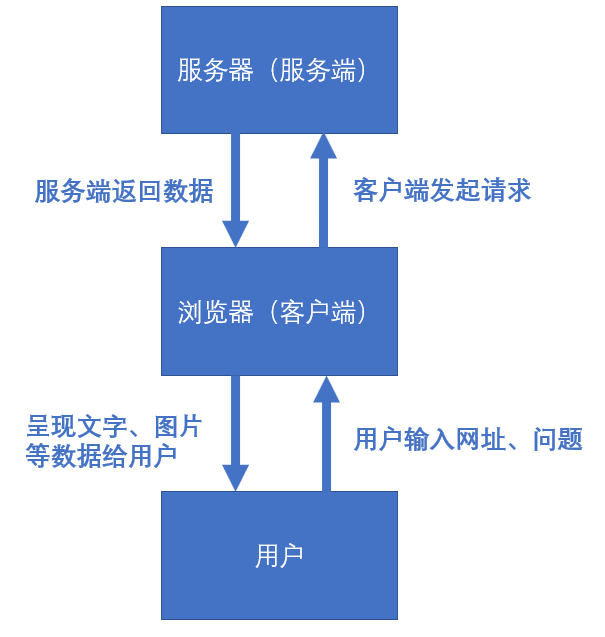 服务器（服务端）
服务端返回数据
客户端发起请求
浏览器（客户端）
呈现文字、图片
等数据给用户
用户输入网址、问题
用户